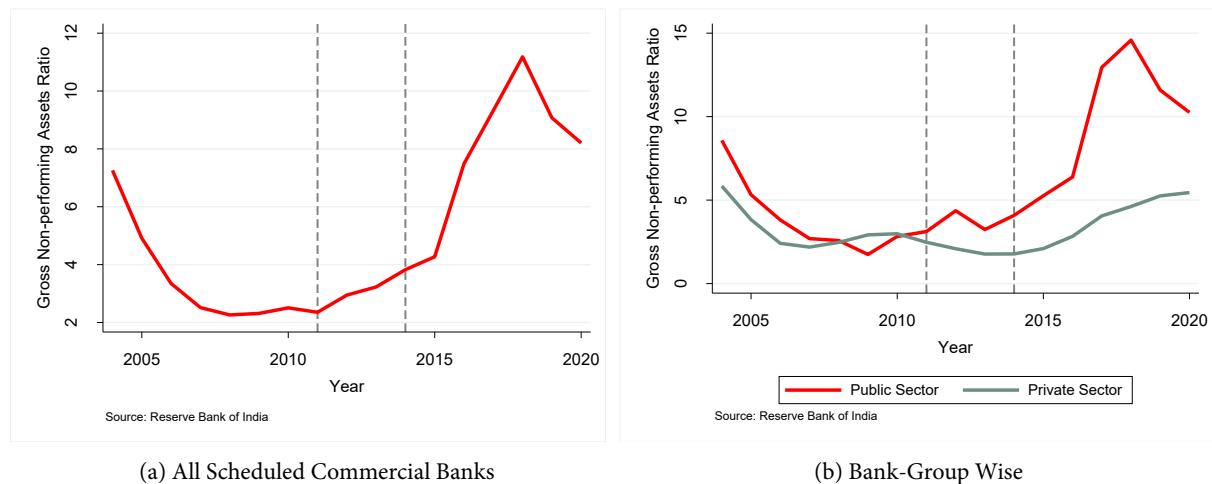 Gross Non-performing Assets Ratio
12
10
8
6
4
2
2005
2010
2015
2020
Year
Source: Reserve Bank of India
(a) All Scheduled Commercial Banks
Gross Non-performing Assets Ratio
15
10
5
0
2005
2010
2015
2020
Year
Public Sector
Private Sector
Source: Reserve Bank of India
(b) Bank-Group Wise